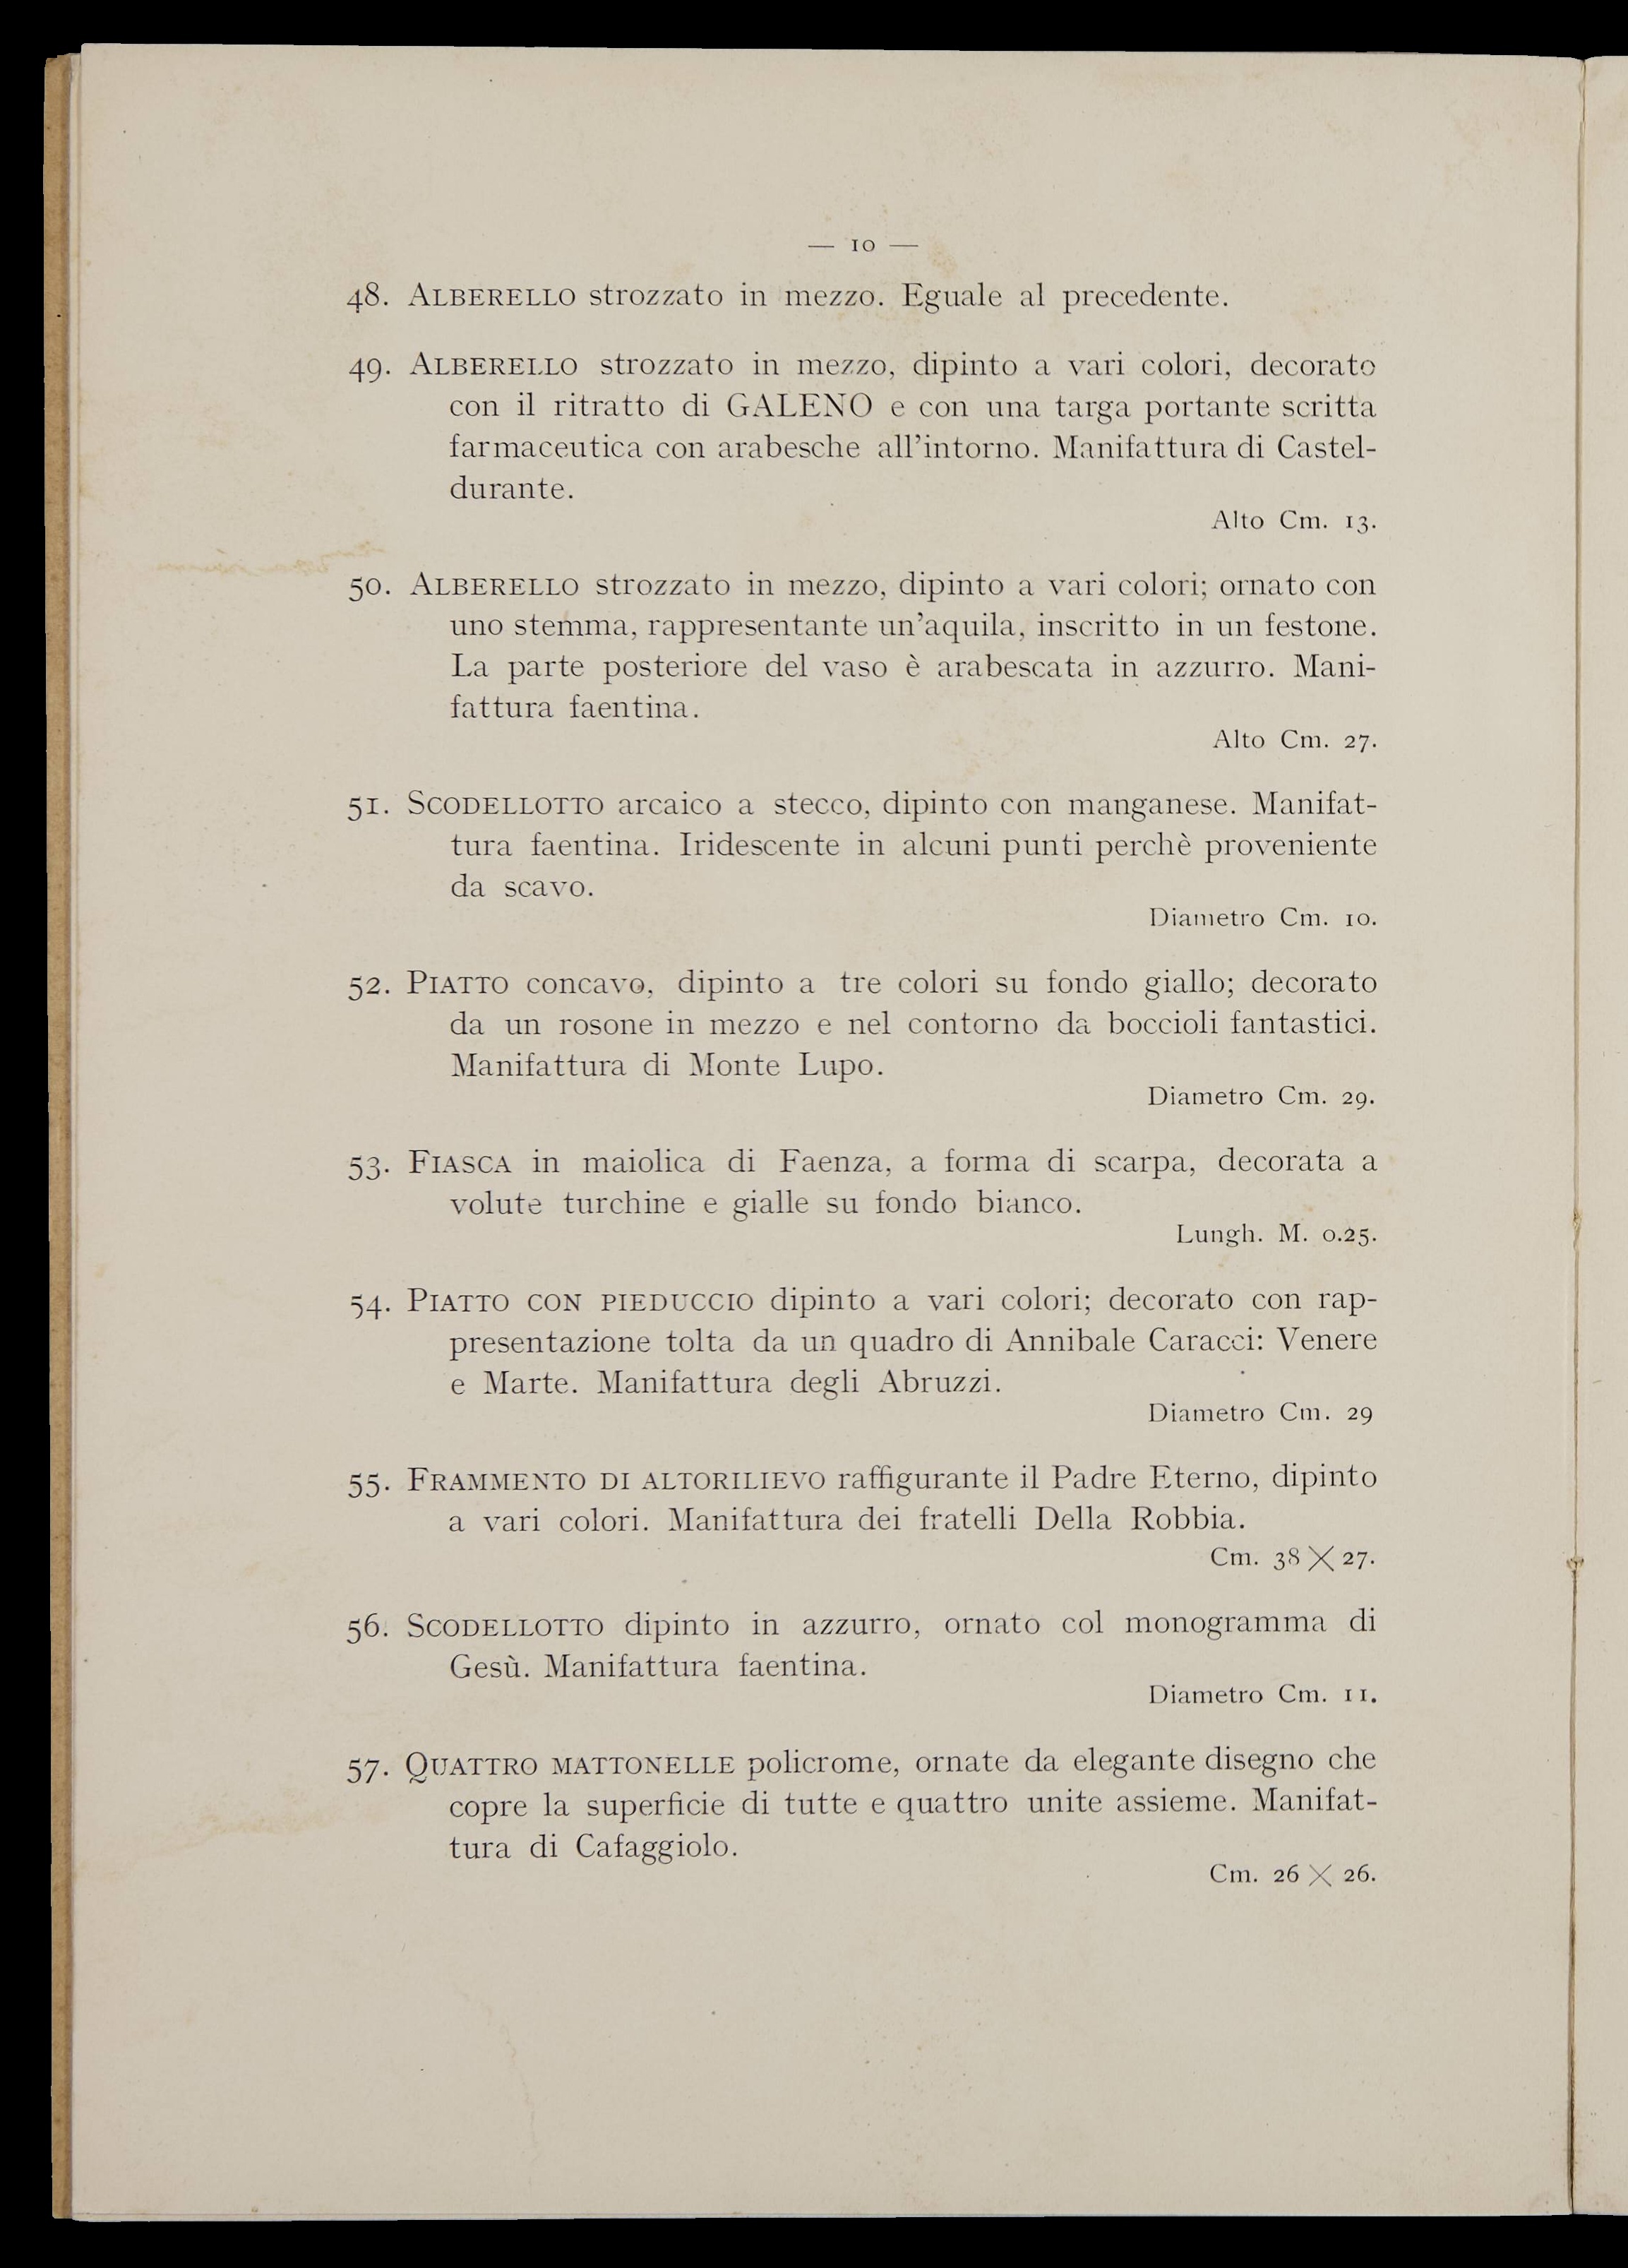 — 10 —
48. ALBERELLO strozzato in mezzo. Eguale al precedente.
49. ALBERELLO strozzato in mezzo, dipinto a vari colori, decorato
con il ritratto di GALENO e con una targa portante scritta
farmaceutica con arabesche all'intorno. Manifattura di Castel-
durante.
Alto Cm. 13.
50. ALBERELLO strozzato in mezzo, dipinto a vari colori; ornato con
uno stemma, rappresentante un'aquila, inscritto in un festone.
La parte posteriore del vaso è arabescata in azzurro. Mani-
fattura faentina.
Alto Cm. 27.
51. SCODELLOTTO arcaico a stecco, dipinto con manganese. Manifat-
tura faentina. Iridescente in alcuni punti perchè proveniente
da scavo.
Diametro Cm. 10.
52. PIATTO concavo, dipinto a tre colori su fondo giallo; decorato
da un rosone in mezzo e nel contorno da boccioli fantastici.
Manifattura di Monte Lupo.
Diametro Cm. 29.
53. FIASCA in maiolica di Faenza, a forma di scarpa, decorata a
volute turchine e gialle su fondo bianco.
Lungh. M. 0.25.
54. PIATTO CON PIEDUCCIO dipinto a vari colori; decorato con rap-
presentazione tolta da un quadro di Annibale Caracci: Venere
e Marte. Manifattura degli Abruzzi.
Diametro Cm. 29
55. FRAMMENTO DI ALTORILIEVO raffigurante il Padre Eterno, dipinto
a vari colori. Manifattura dei fratelli Della Robbia.
Cm. 38 × 27.
56. SCODELLOTTO dipinto in azzurro, ornato col monogramma di
Gesù. Manifattura faentina.
Diametro Cm. 11.
57. QUATTRO MATTONELLE policrome, ornate da elegante disegno che
copre la superficie di tutte e quattro unite assieme. Manifat-
tura di Cafaggiolo.
Cm. 26 × 26.